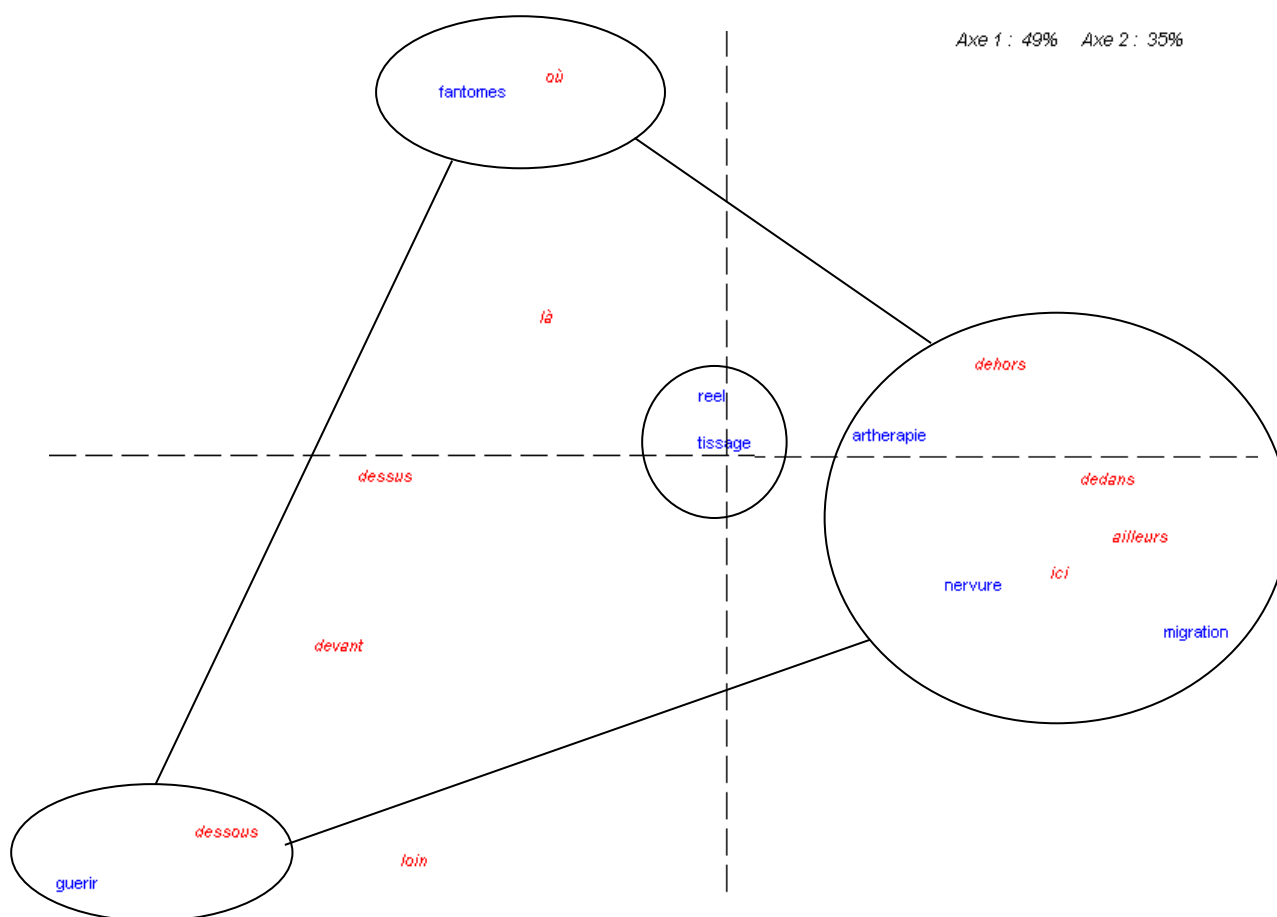 Axe 1 : 49% Axe 2 : 35%
où
fantomes
là
dehors
reel
artherapie
tissage
dessus
dedans
ailleurs
ici
nervure
migration
devant
dessous
loin
guerir